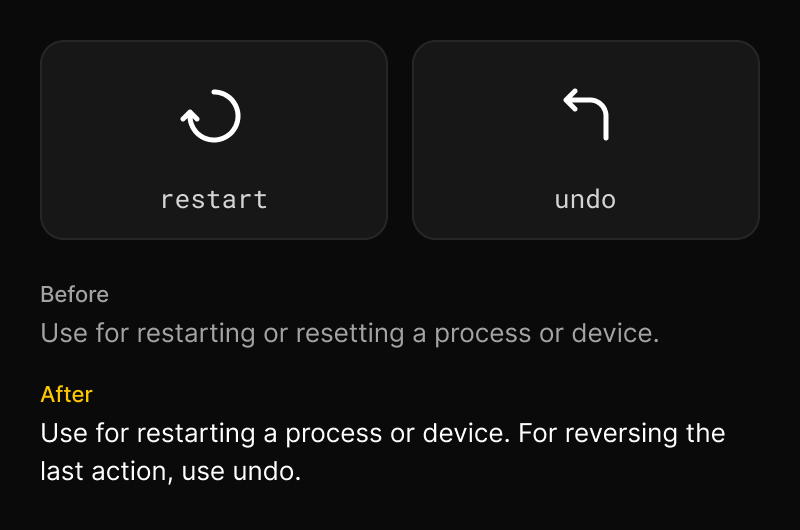 restart
undo
Before
Use for restarting or resetting a process or device.
After
Use for restarting a process or device. For reversing the
last action, use undo.